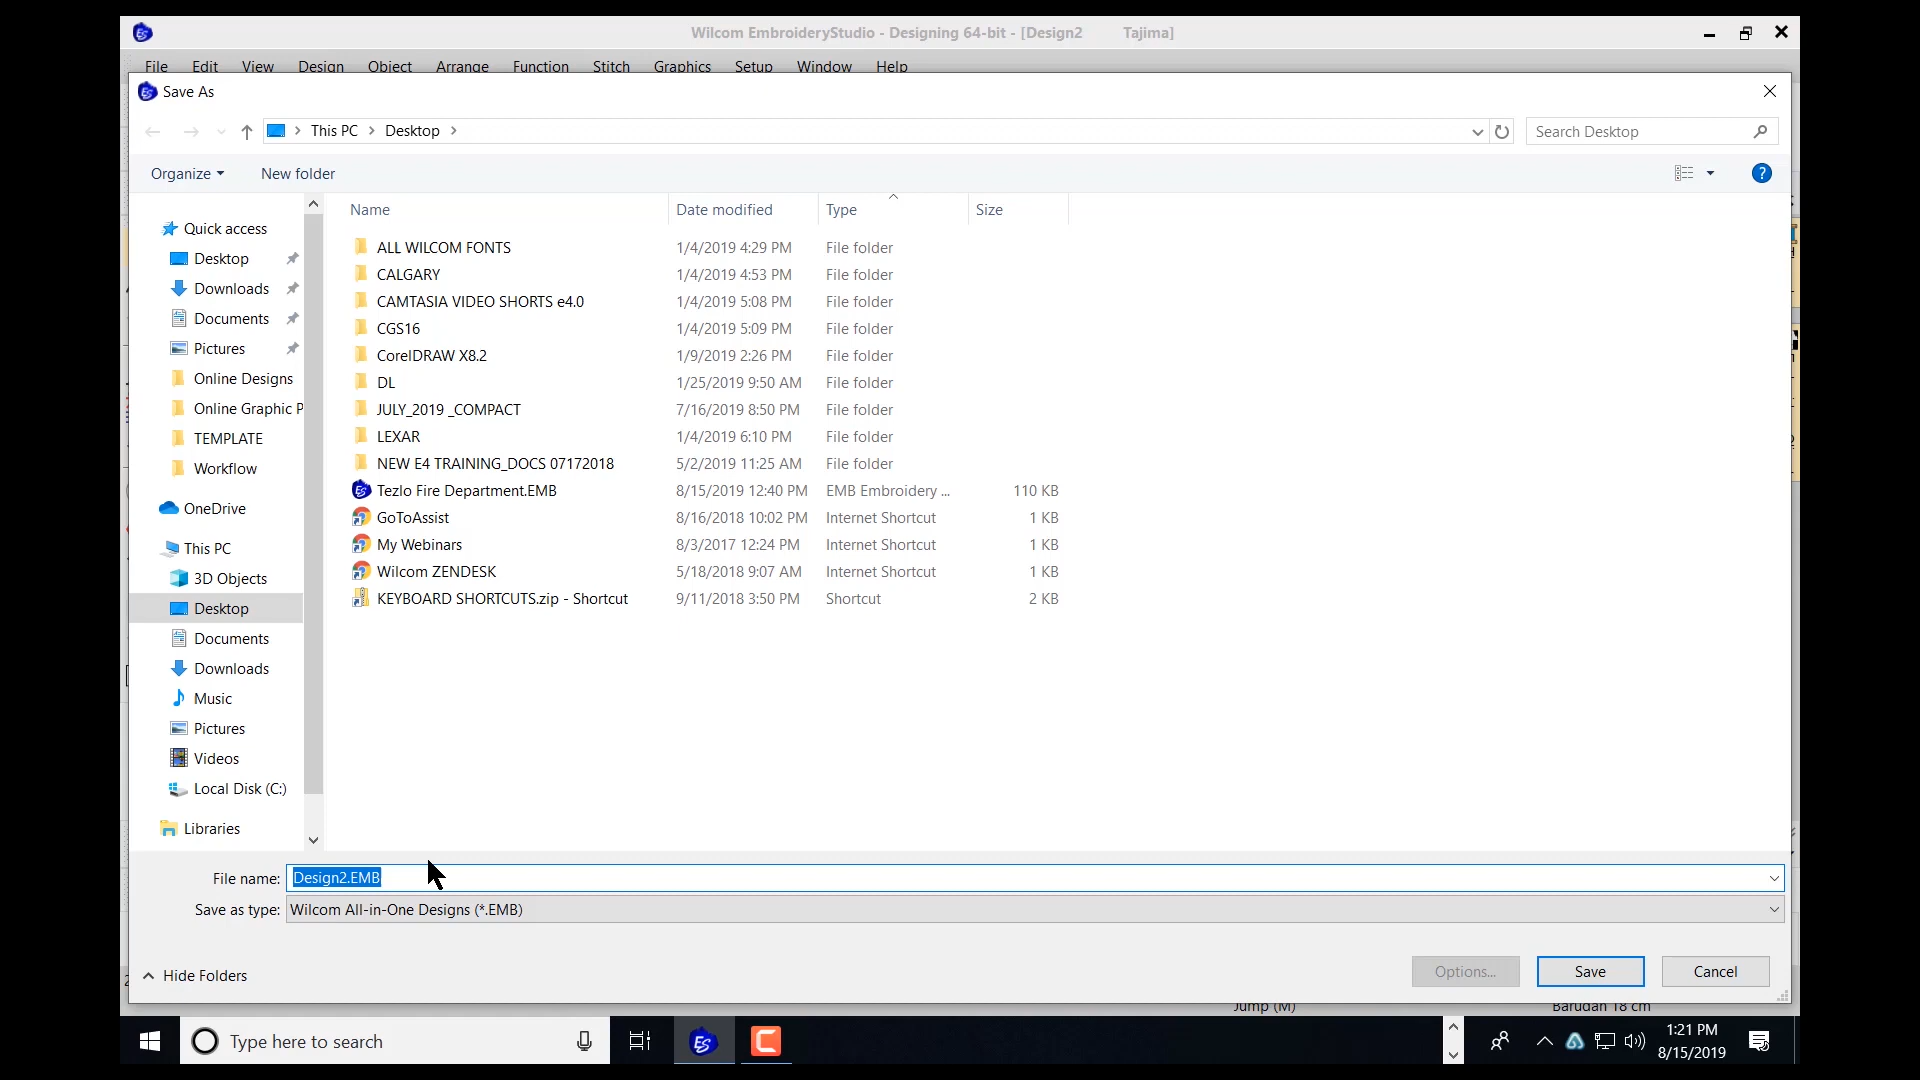 Wilcom EmbroideryStudio - Designing 64-bit - [Design2 Tajima]
File Edit View Design Object Arrange Function Stitch Graphics Setup Window Help
Save As
This PC > Desktop >
Search Desktop
Organize New folder
Name Date modified Type Size
Quick access
Desktop
Downloads
Documents
Pictures
Online Designs
Online Graphic P
TEMPLATE
Workflow
OneDrive
This PC
3D Objects
Desktop
Documents
Downloads
Music
Pictures
Videos
Local Disk (C:)
Libraries
ALL WILCOM FONTS 1/4/2019 4:29 PM File folder
CALGARY 1/4/2019 4:53 PM File folder
CAMTASIA VIDEO SHORTS e4.0 1/4/2019 5:08 PM File folder
CGS16 1/4/2019 5:09 PM File folder
CorelDRAW X8.2 1/9/2019 2:26 PM File folder
DL 1/25/2019 9:50 AM File folder
JULY_2019 _COMPACT 7/16/2019 8:50 PM File folder
LEXAR 1/4/2019 6:10 PM File folder
NEW E4 TRAINING_DOCS 07172018 5/2/2019 11:25 AM File folder
Tezlo Fire Department.EMB 8/15/2019 12:40 PM EMB Embroidery ... 110 KB
GoToAssist 8/16/2018 10:02 PM Internet Shortcut 1 KB
My Webinars 8/3/2017 12:24 PM Internet Shortcut 1 KB
Wilcom ZENDESK 5/18/2018 9:07 AM Internet Shortcut 1 KB
KEYBOARD SHORTCUTS.zip - Shortcut 9/11/2018 3:50 PM Shortcut 2 KB
File name: Design2.EMB
Save as type: Wilcom All-in-One Designs (*.EMB)
Hide Folders
Options... Save Cancel
Jump (M) Barudan 18 cm
Type here to search
1:21 PM
8/15/2019